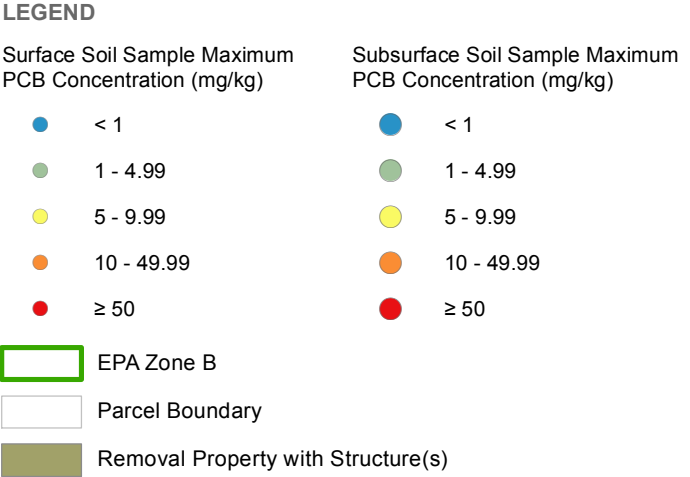 LEGEND
Surface Soil Sample Maximum
PCB Concentration (mg/kg)
< 1
1 - 4.99
5 - 9.99
10 - 49.99
≥ 50
Subsurface Soil Sample Maximum
PCB Concentration (mg/kg)
< 1
1 - 4.99
5 - 9.99
10 - 49.99
≥ 50
EPA Zone B
Parcel Boundary
Removal Property with Structure(s)